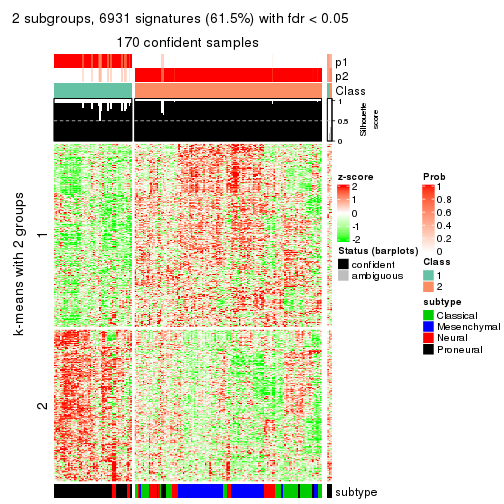 2 subgroups, 6931 signatures (61.5%) with fdr < 0.05
170 confident samples
p1
p2
Class
1
0.5
0
Silhouette
score
k-means with 2 groups
1
2
z-score
2
1
0
-1
-2
Status (barplots)
confident
ambiguous
Prob
1
0.8
0.6
0.4
0.2
0
Class
1
2
subtype
Classical
Mesenchymal
Neural
Proneural
subtype